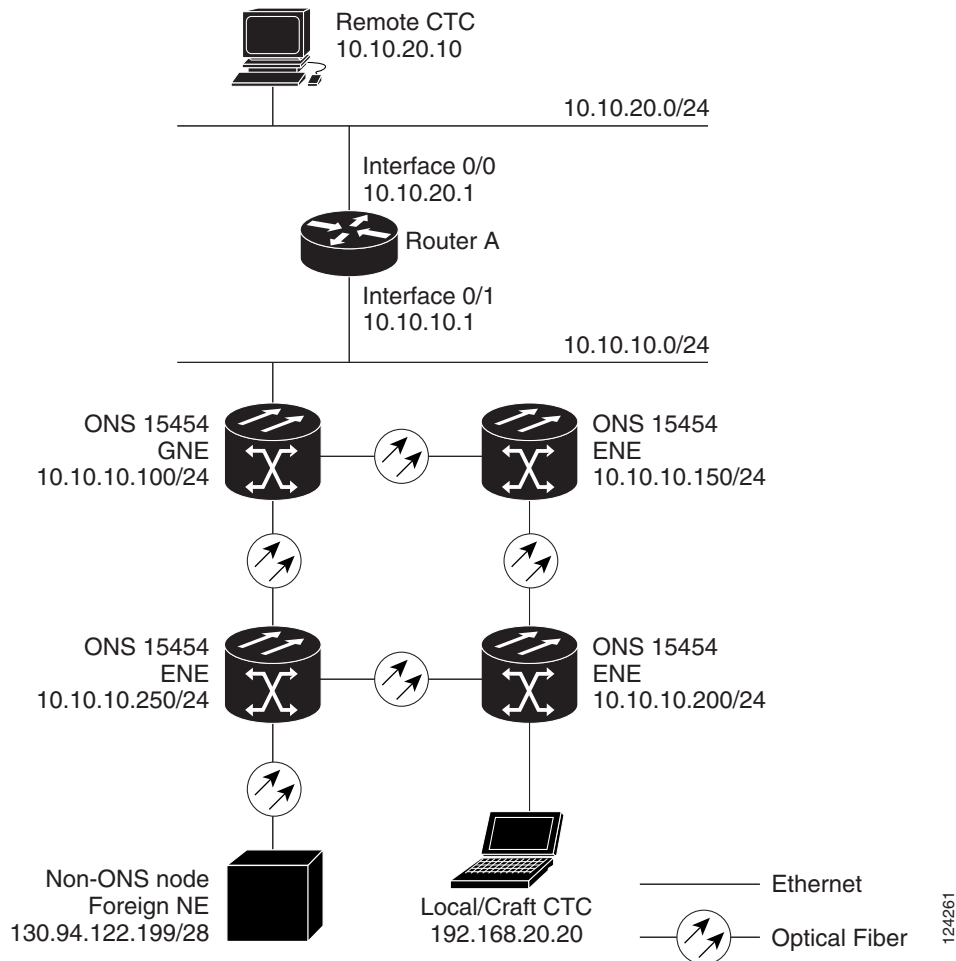 Remote CTC
10.10.20.10
10.10.20.0/24
Interface 0/0
10.10.20.1
Router A
Interface 0/1
10.10.10.1
10.10.10.0/24
ONS 15454
GNE
10.10.10.100/24
ONS 15454
ENE
10.10.10.150/24
ONS 15454
ENE
10.10.10.250/24
ONS 15454
ENE
10.10.10.200/24
Non-ONS node
Foreign NE
130.94.122.199/28
Local/Craft CTC
192.168.20.20
Ethernet
Optical Fiber
124261